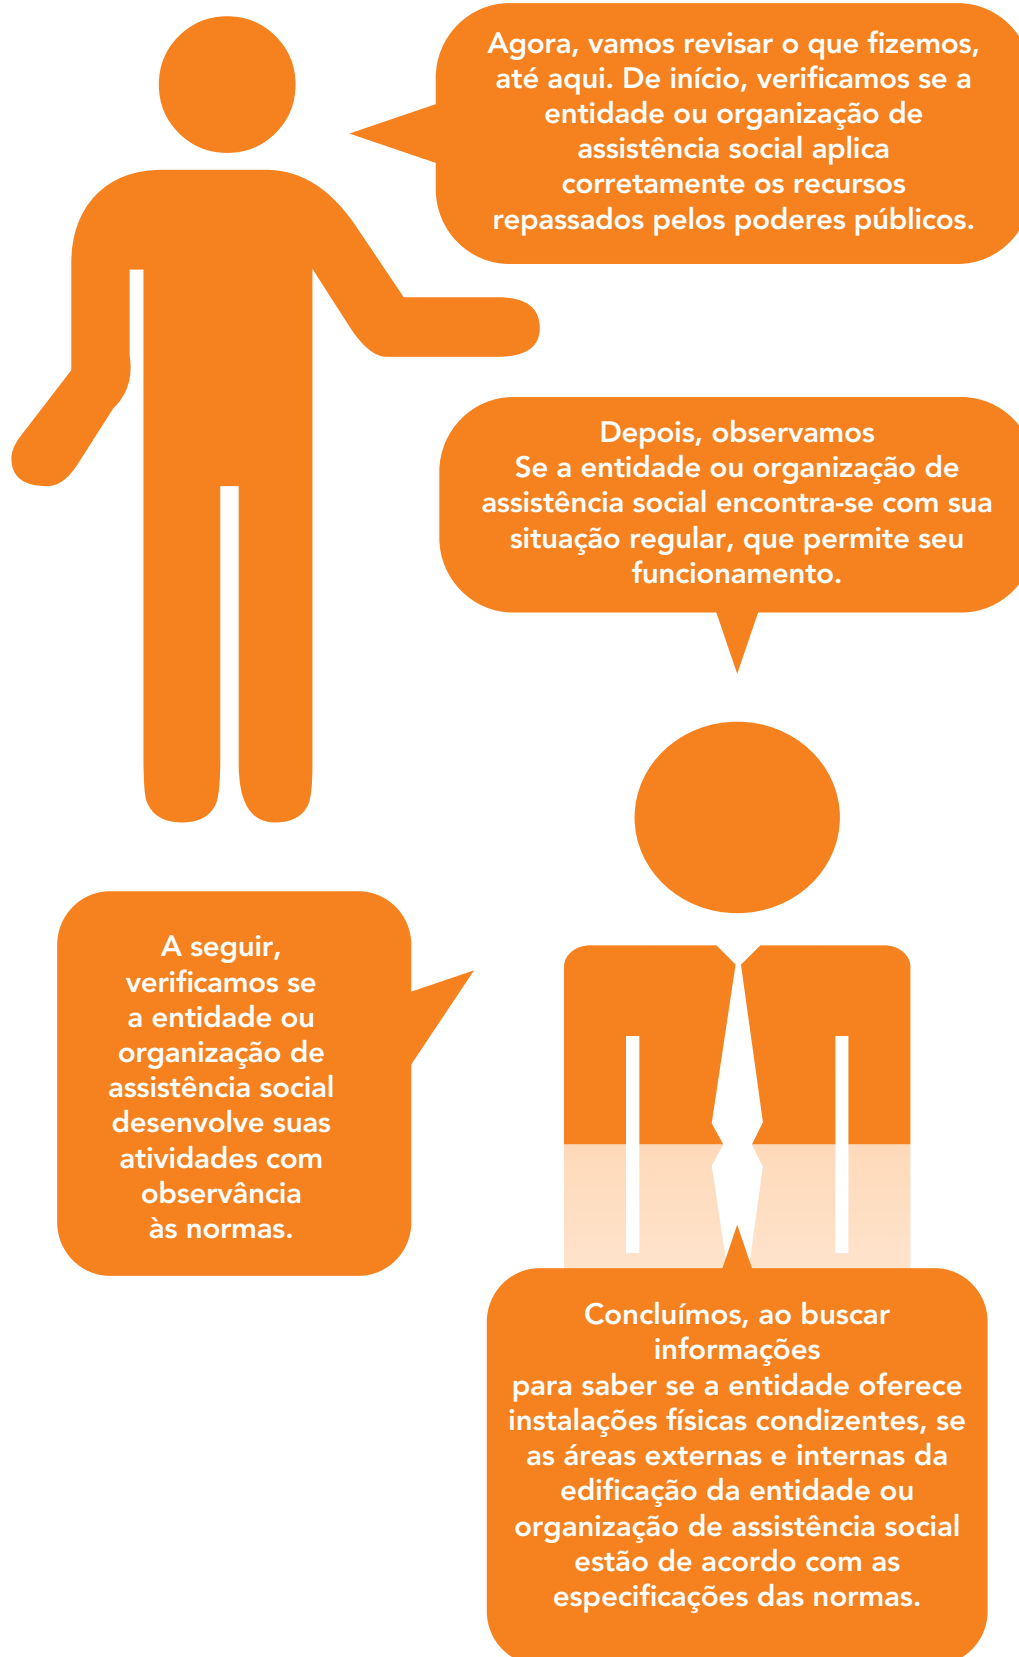 Agora, vamos revisar o que fizemos,
até aqui. De início, verificamos se a
entidade ou organização de
assistência social aplica
corretamente os recursos
repassados pelos poderes públicos.
Depois, observamos
Se a entidade ou organização de
assistência social encontra-se com sua
situação regular, que permite seu
funcionamento.
A seguir,
verificamos se
a entidade ou
organização de
assistência social
desenvolve suas
atividades com
observância
às normas.
Concluímos, ao buscar
informações
para saber se a entidade oferece
instalações físicas condizentes, se
as áreas externas e internas da
edificação da entidade ou
organização de assistência social
estão de acordo com as
especificações das normas.